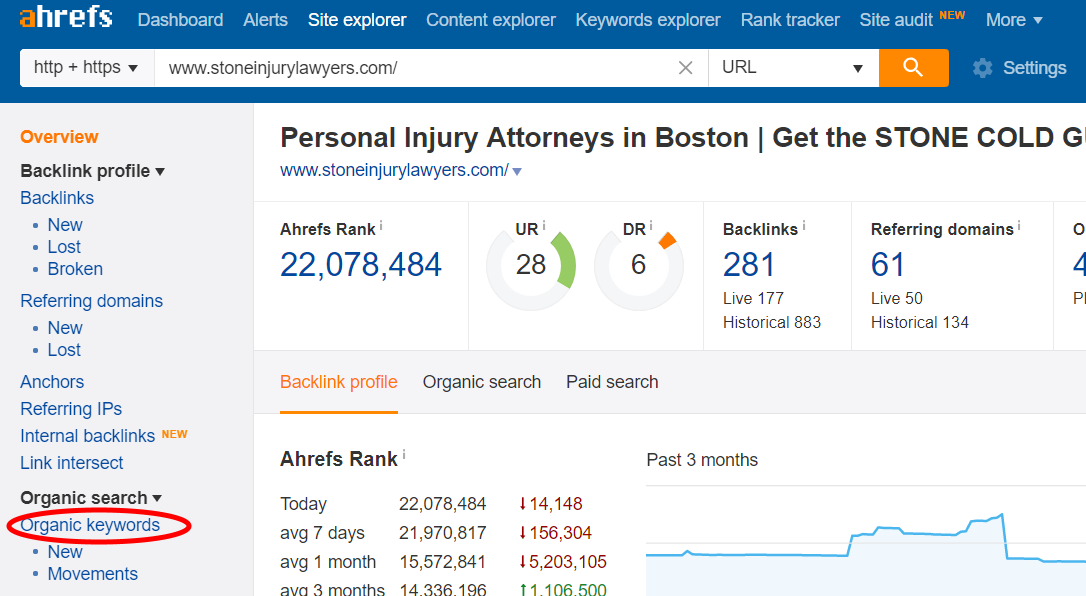 ahrefs Dashboard Alerts Site explorer Content explorer Keywords explorer Rank tracker Site audit NEW More
http + https www.stoneinjurylawyers.com/ URL Settings
Overview
Backlink profile
Backlinks
New
Lost
Broken
Referring domains
New
Lost
Anchors
Referring IPs
Internal backlinks NEW
Link intersect
Organic search
Organic keywords
New
Movements
Personal Injury Attorneys in Boston | Get the STONE COLD
www.stoneinjurylawyers.com/
Ahrefs Rank i
22,078,484
UR i
28
DR i
6
Backlinks i
281
Live 177
Historical 883
Referring domains i
61
Live 50
Historical 134
Backlink profile Organic search Paid search
Ahrefs Rank i
Today 22,078,484 ↓14,148
avg 7 days 21,970,817 ↓156,304
avg 1 month 15,572,841 ↓5,203,105
avg 3 months 14,336,196 ↑1,106,500
Past 3 months